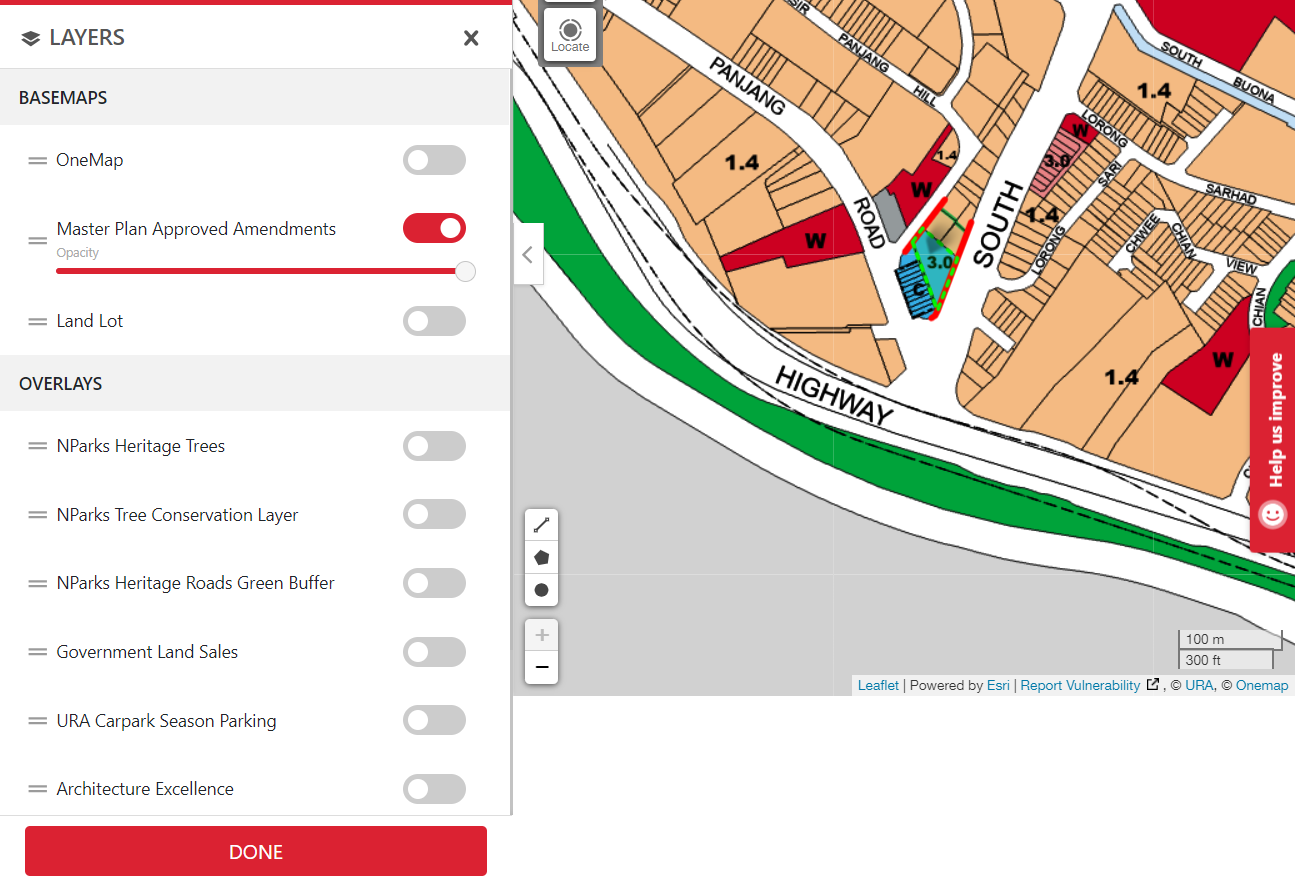 LAYERS
BASEMAPS
OneMap
Master Plan Approved Amendments
Opacity
Land Lot
OVERLAYS
NParks Heritage Trees
NParks Tree Conservation Layer
NParks Heritage Roads Green Buffer
Government Land Sales
URA Carpark Season Parking
Architecture Excellence
DONE
Locate
SIR
PANJANG
HILL
PANJANG
ROAD
SOUTH
BUONA
1.4
LORONG
SARI
W
3.0
1.4
1.4
W
W
SARHAD
SOUTH
1.4
LORONG
CHWEE
CHIAN
VIEW
CHIAN
3.0
C
HIGHWAY
1.4
W
Help us improve
100 m
300 ft
Leaflet | Powered by Esri | Report Vulnerability , © URA, © Onemap